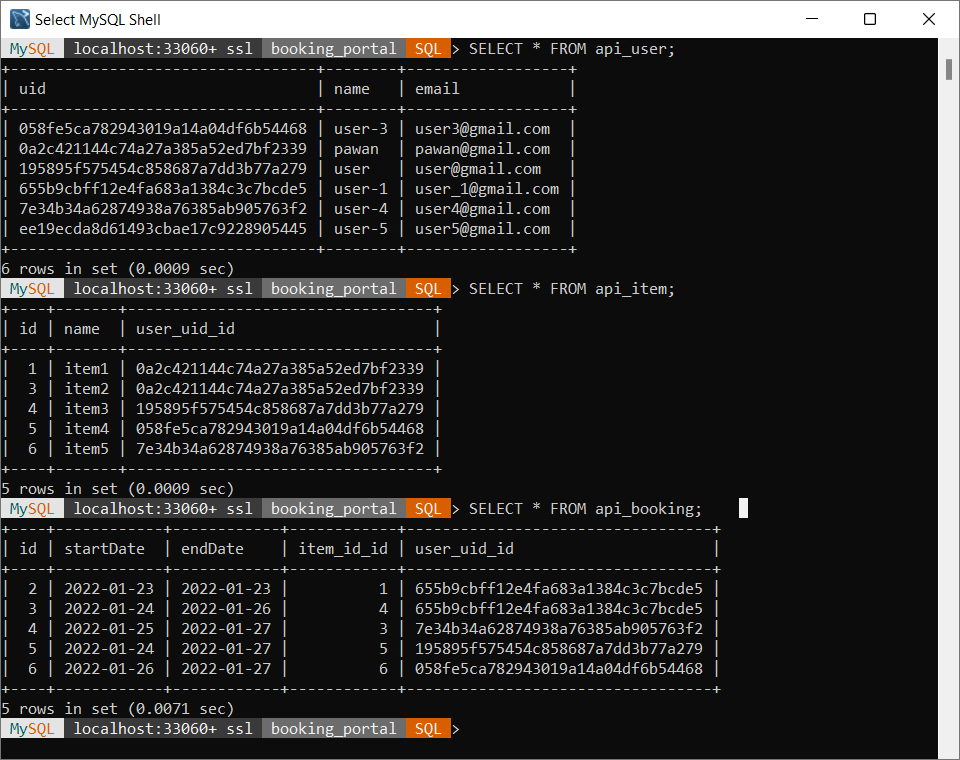 Select MySQL Shell
MySQL localhost:33060+ ssl booking_portal SQL > SELECT * FROM api_user;
+----------------------------------+--------+------------------+
| uid                              | name   | email            |
+----------------------------------+--------+------------------+
| 058fe5ca782943019a14a04df6b54468 | user-3 | user3@gmail.com  |
| 0a2c421144c74a27a385a52ed7bf2339 | pawan  | pawan@gmail.com  |
| 195895f575454c858687a7dd3b77a279 | user   | user@gmail.com   |
| 655b9cbff12e4fa683a1384c3c7bcde5 | user-1 | user_1@gmail.com |
| 7e34b34a62874938a76385ab905763f2 | user-4 | user4@gmail.com  |
| ee19ecda8d61493cbae17c9228905445 | user-5 | user5@gmail.com  |
+----------------------------------+--------+------------------+
6 rows in set (0.0009 sec)
MySQL localhost:33060+ ssl booking_portal SQL > SELECT * FROM api_item;
+----+-------+----------------------------------+
| id | name  | user_uid_id                      |
+----+-------+----------------------------------+
|  1 | item1 | 0a2c421144c74a27a385a52ed7bf2339 |
|  3 | item2 | 0a2c421144c74a27a385a52ed7bf2339 |
|  4 | item3 | 195895f575454c858687a7dd3b77a279 |
|  5 | item4 | 058fe5ca782943019a14a04df6b54468 |
|  6 | item5 | 7e34b34a62874938a76385ab905763f2 |
+----+-------+----------------------------------+
5 rows in set (0.0009 sec)
MySQL localhost:33060+ ssl booking_portal SQL > SELECT * FROM api_booking;
+----+------------+------------+------------+----------------------------------+
| id | startDate  | endDate    | item_id_id | user_uid_id                      |
+----+------------+------------+------------+----------------------------------+
|  2 | 2022-01-23 | 2022-01-23 |          1 | 655b9cbff12e4fa683a1384c3c7bcde5 |
|  3 | 2022-01-24 | 2022-01-26 |          4 | 655b9cbff12e4fa683a1384c3c7bcde5 |
|  4 | 2022-01-25 | 2022-01-27 |          3 | 7e34b34a62874938a76385ab905763f2 |
|  5 | 2022-01-24 | 2022-01-27 |          5 | 195895f575454c858687a7dd3b77a279 |
|  6 | 2022-01-26 | 2022-01-27 |          6 | 058fe5ca782943019a14a04df6b54468 |
+----+------------+------------+------------+----------------------------------+
5 rows in set (0.0071 sec)
MySQL localhost:33060+ ssl booking_portal SQL >